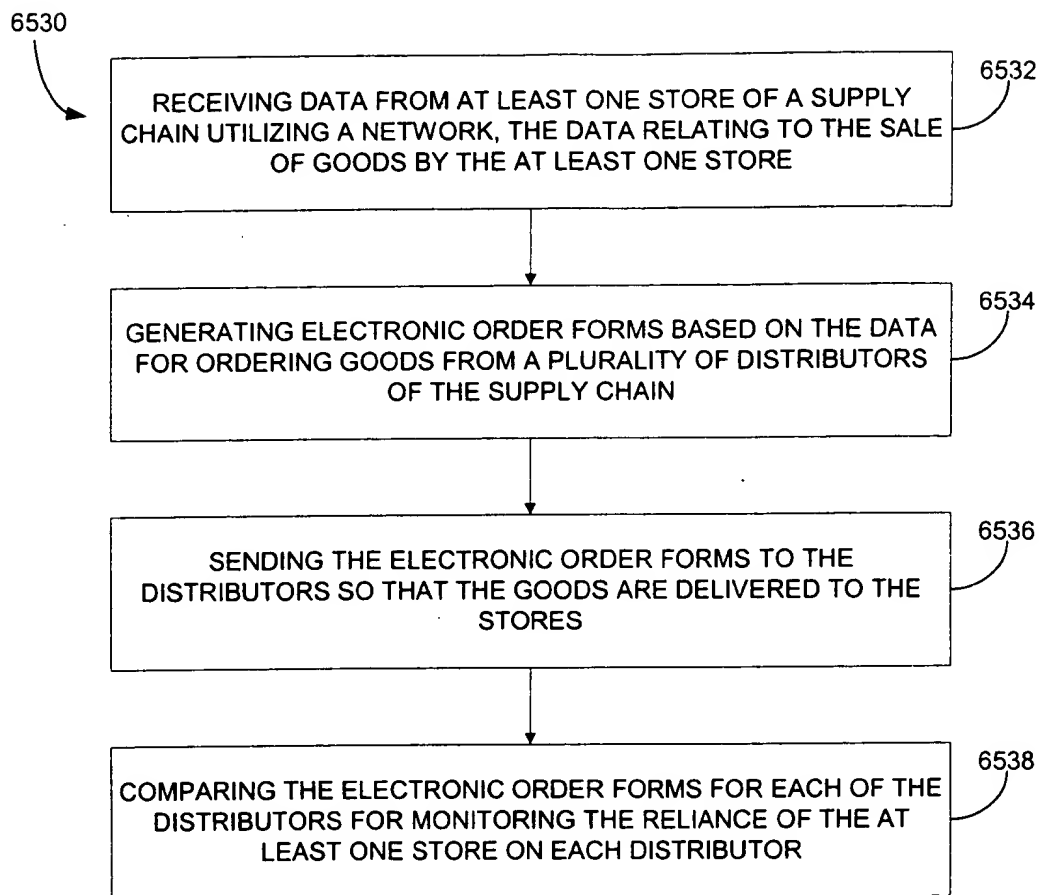 6530
6532
RECEIVING DATA FROM AT LEAST ONE STORE OF A SUPPLY
CHAIN UTILIZING A NETWORK, THE DATA RELATING TO THE SALE
OF GOODS BY THE AT LEAST ONE STORE
6534
GENERATING ELECTRONIC ORDER FORMS BASED ON THE DATA
FOR ORDERING GOODS FROM A PLURALITY OF DISTRIBUTORS
OF THE SUPPLY CHAIN
6536
SENDING THE ELECTRONIC ORDER FORMS TO THE
DISTRIBUTORS SO THAT THE GOODS ARE DELIVERED TO THE
STORES
6538
COMPARING THE ELECTRONIC ORDER FORMS FOR EACH OF THE
DISTRIBUTORS FOR MONITORING THE RELIANCE OF THE AT
LEAST ONE STORE ON EACH DISTRIBUTOR